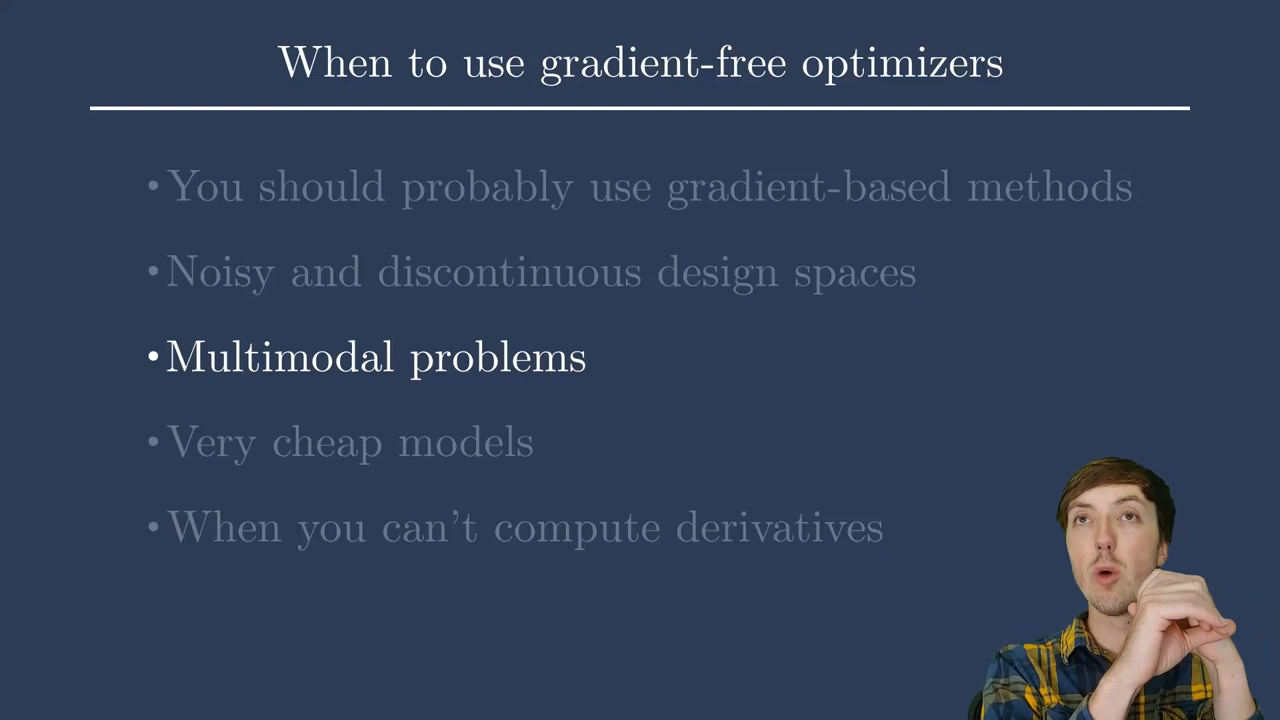 When to use gradient-free optimizers
• You should probably use gradient-based methods
• Noisy and discontinuous design spaces
• Multimodal problems
• Very cheap models
• When you can't compute derivatives